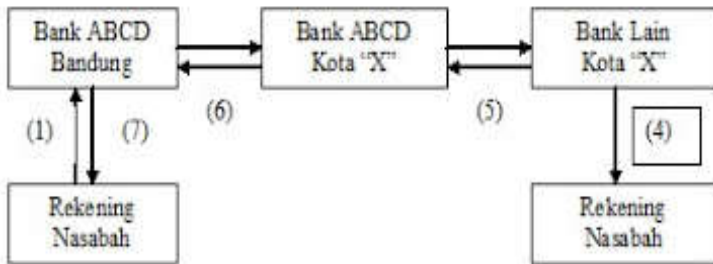 Bank ABCD
Bandung
Bank ABCD
Kota “X”
Bank Lain
Kota “X”
(1)
(7)
(6)
(5)
(4)
Rekening
Nasabah
Rekening
Nasabah